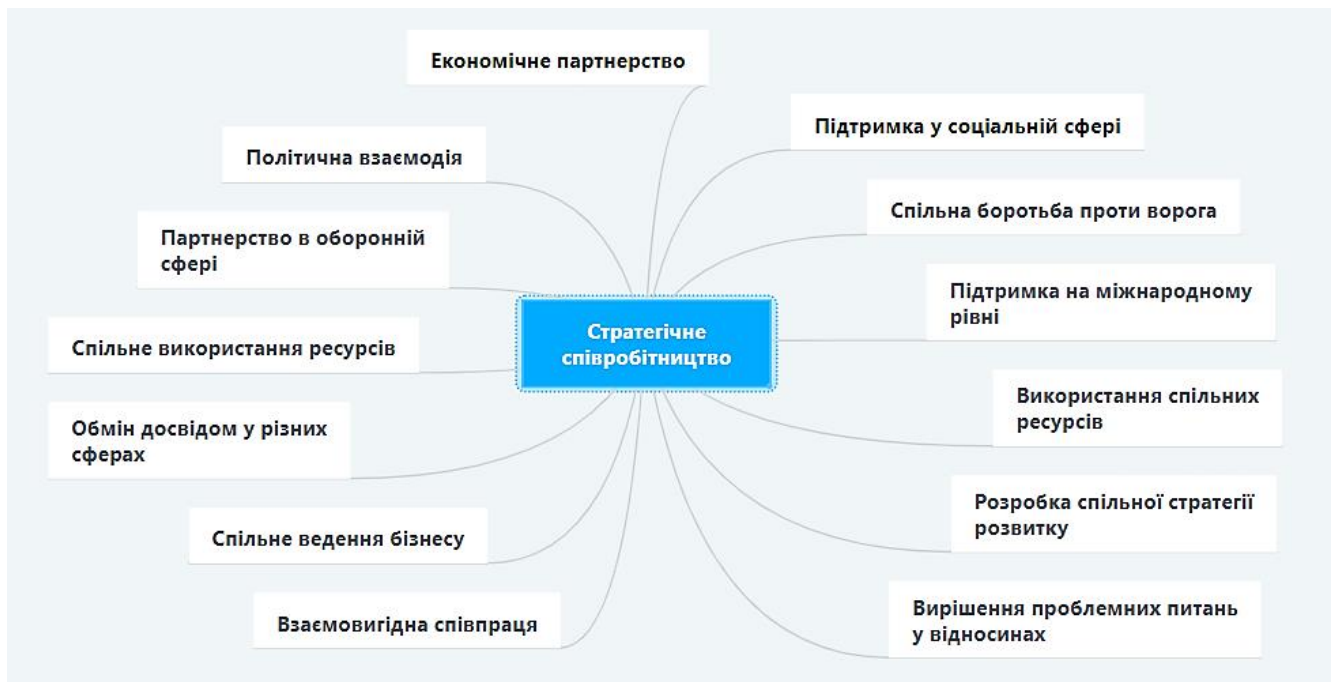 Економічне партнерство
Підтримка у соціальній сфері
Політична взаємодія
Спільна боротьба проти ворога
Партнерство в оборонній
сфері
Підтримка на міжнародному
рівні
Стратегічне
співробітництво
Спільне використання ресурсів
Використання спільних
ресурсів
Обмін досвідом у різних
сферах
Розробка спільної стратегії
розвитку
Спільне ведення бізнесу
Вирішення проблемних питань
у відносинах
Взаємовигідна співпраця